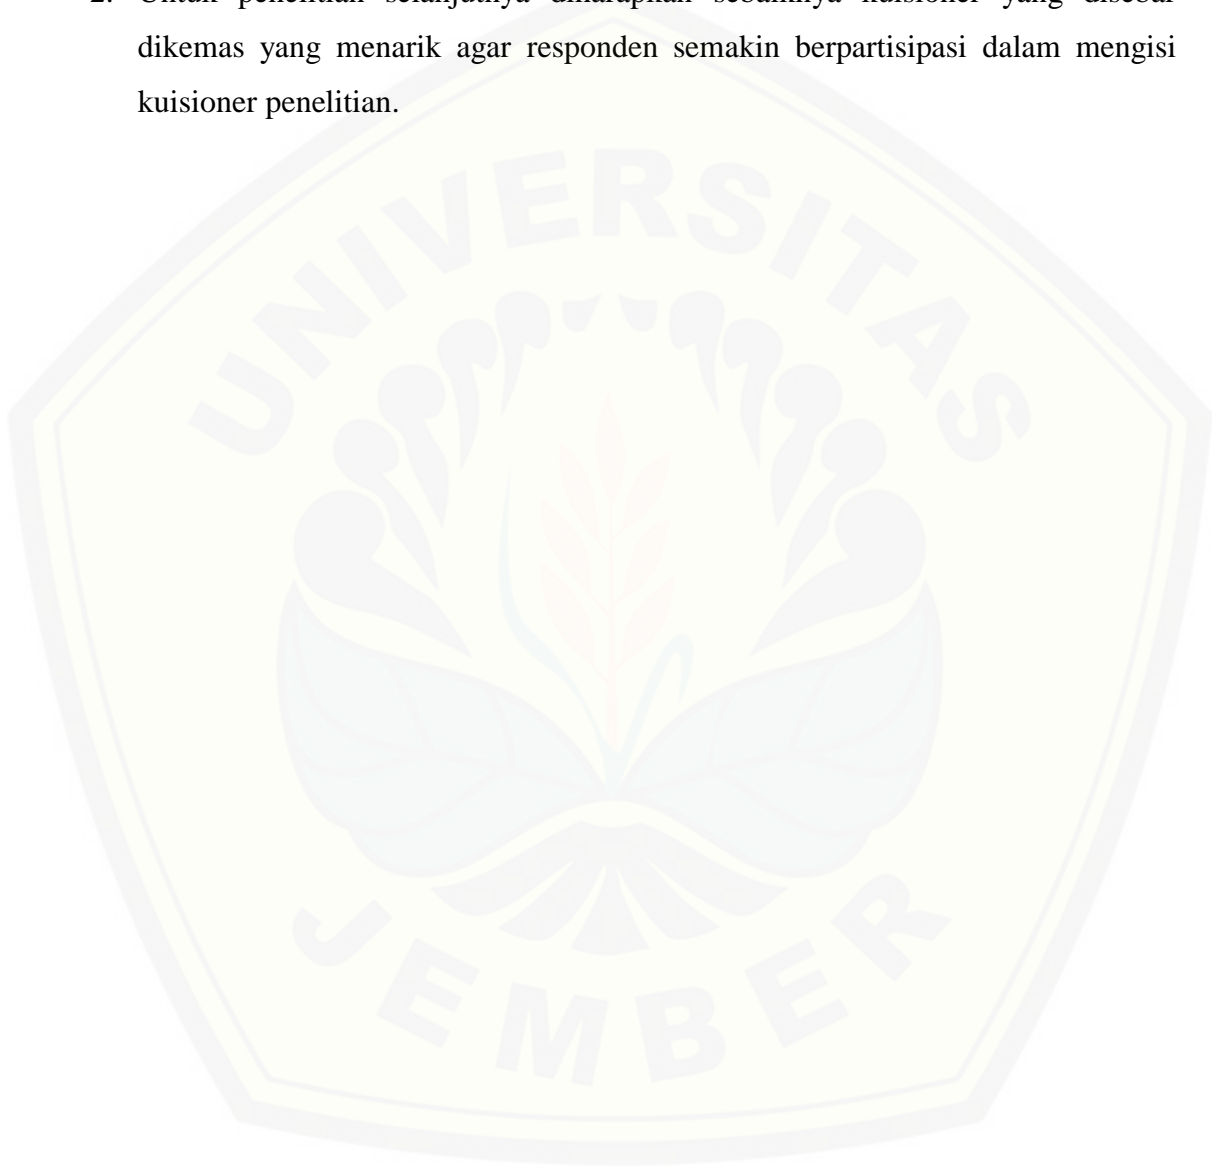 2. Untuk penelitian selanjutnya diharapkan sebaiknya kuisioner yang disebar
dikemas yang menarik agar responden semakin berpartisipasi dalam mengisi
kuisioner penelitian.
UNIVERSITAS
JEMBER